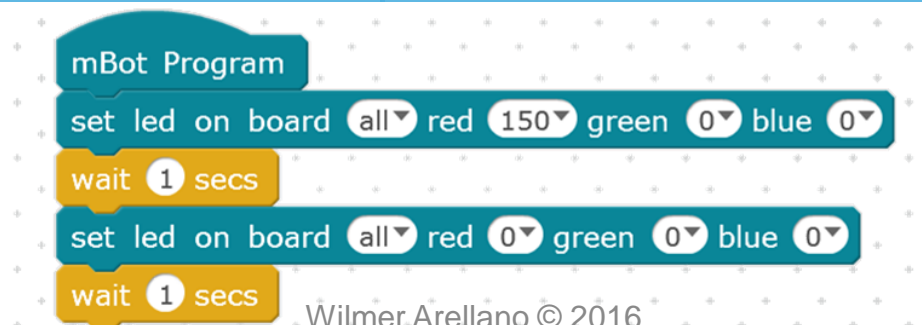 mBot Program
set led on board all red 150 green 0 blue 0
wait 1 secs
set led on board all red 0 green 0 blue 0
wait 1 secs
Wilmer Arellano © 2016